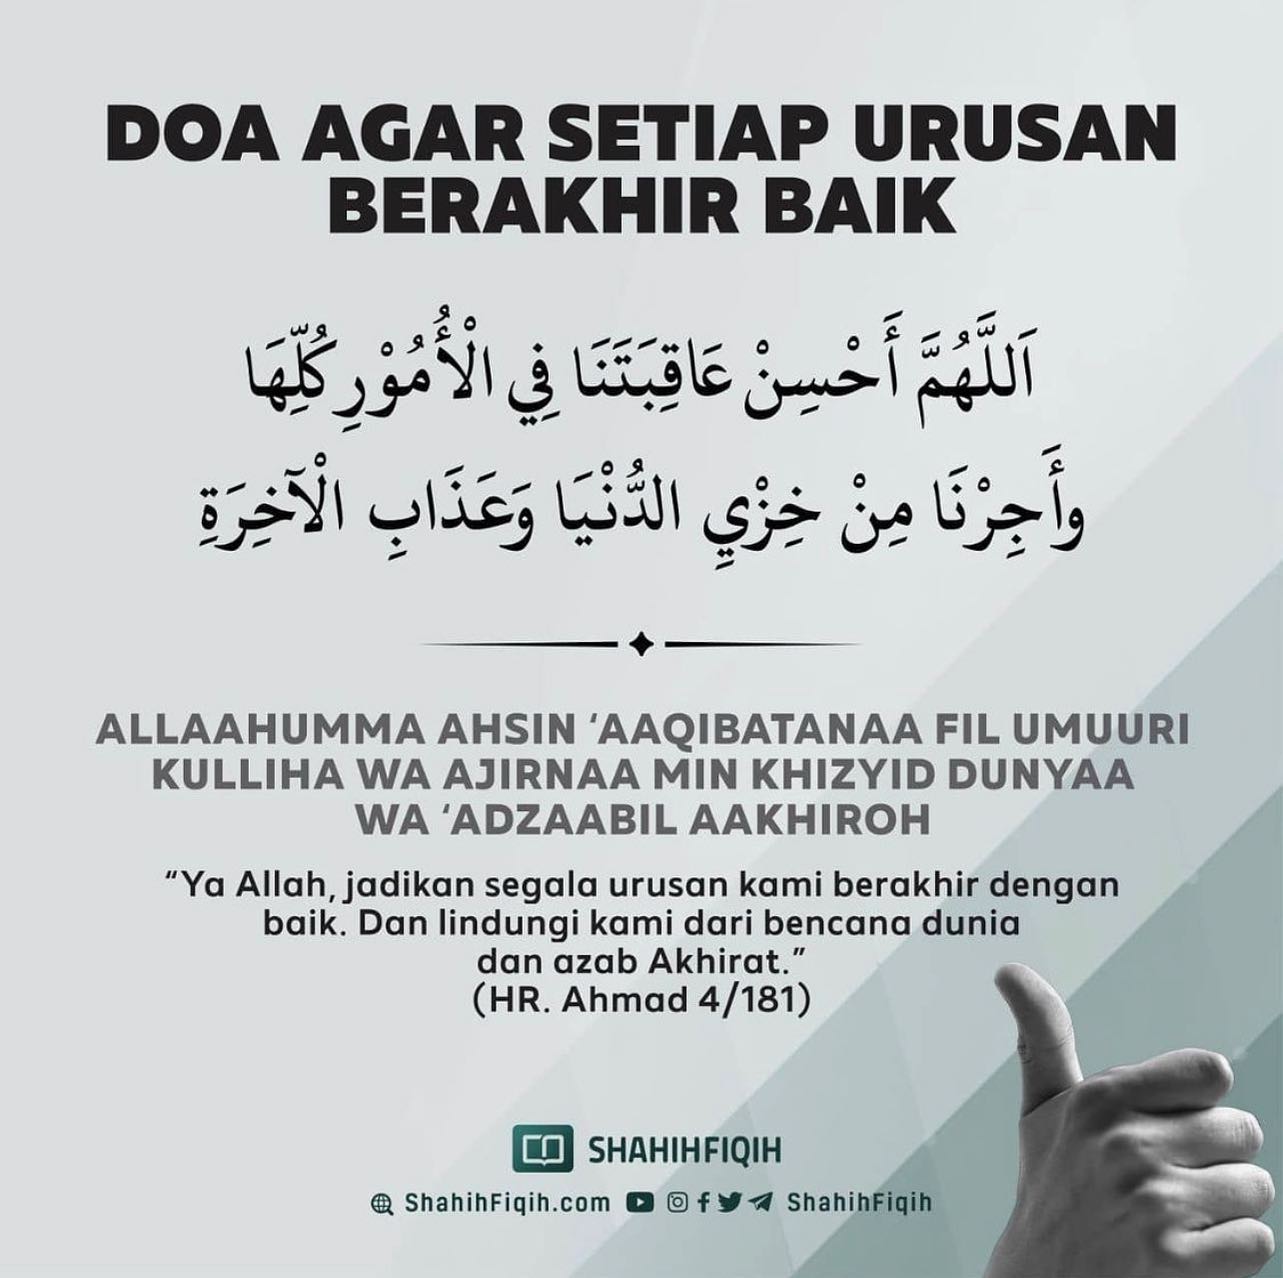 DOA AGAR SETIAP URUSAN
BERAKHIR BAIK
اَللَّهُمَّ أَحْسِنْ عَاقِبَتَنَا فِي الْأُمُوْرِ كُلِّهَا
وأَجِرْنَا مِنْ خِزْيِ الدُّنْيَا وَعَذَابِ الْآخِرَةِ
ALLAAHUMMA AHSIN ‘AAQIBATANAA FIL UMUURI
KULLIHA WA AJIRNAA MIN KHIZYID DUNYAA
WA ‘ADZAABIL AAKHIROH
“Ya Allah, jadikan segala urusan kami berakhir dengan
baik. Dan lindungi kami dari bencana dunia
dan azab Akhirat.”
(HR. Ahmad 4/181)
SHAHIHFIQIH
ShahihFiqih.com ShahihFiqih